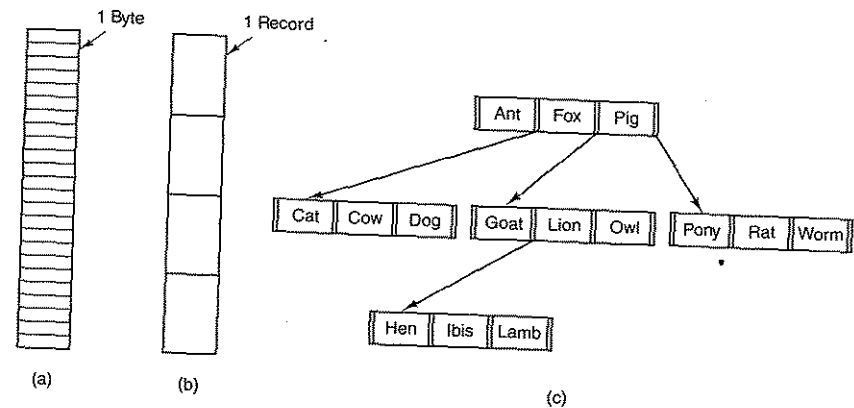 1 Byte
1 Record
Ant Fox Pig
Cat Cow Dog
Goat Lion Owl
Pony Rat Worm
Hen Ibis Lamb
(a)
(b)
(c)